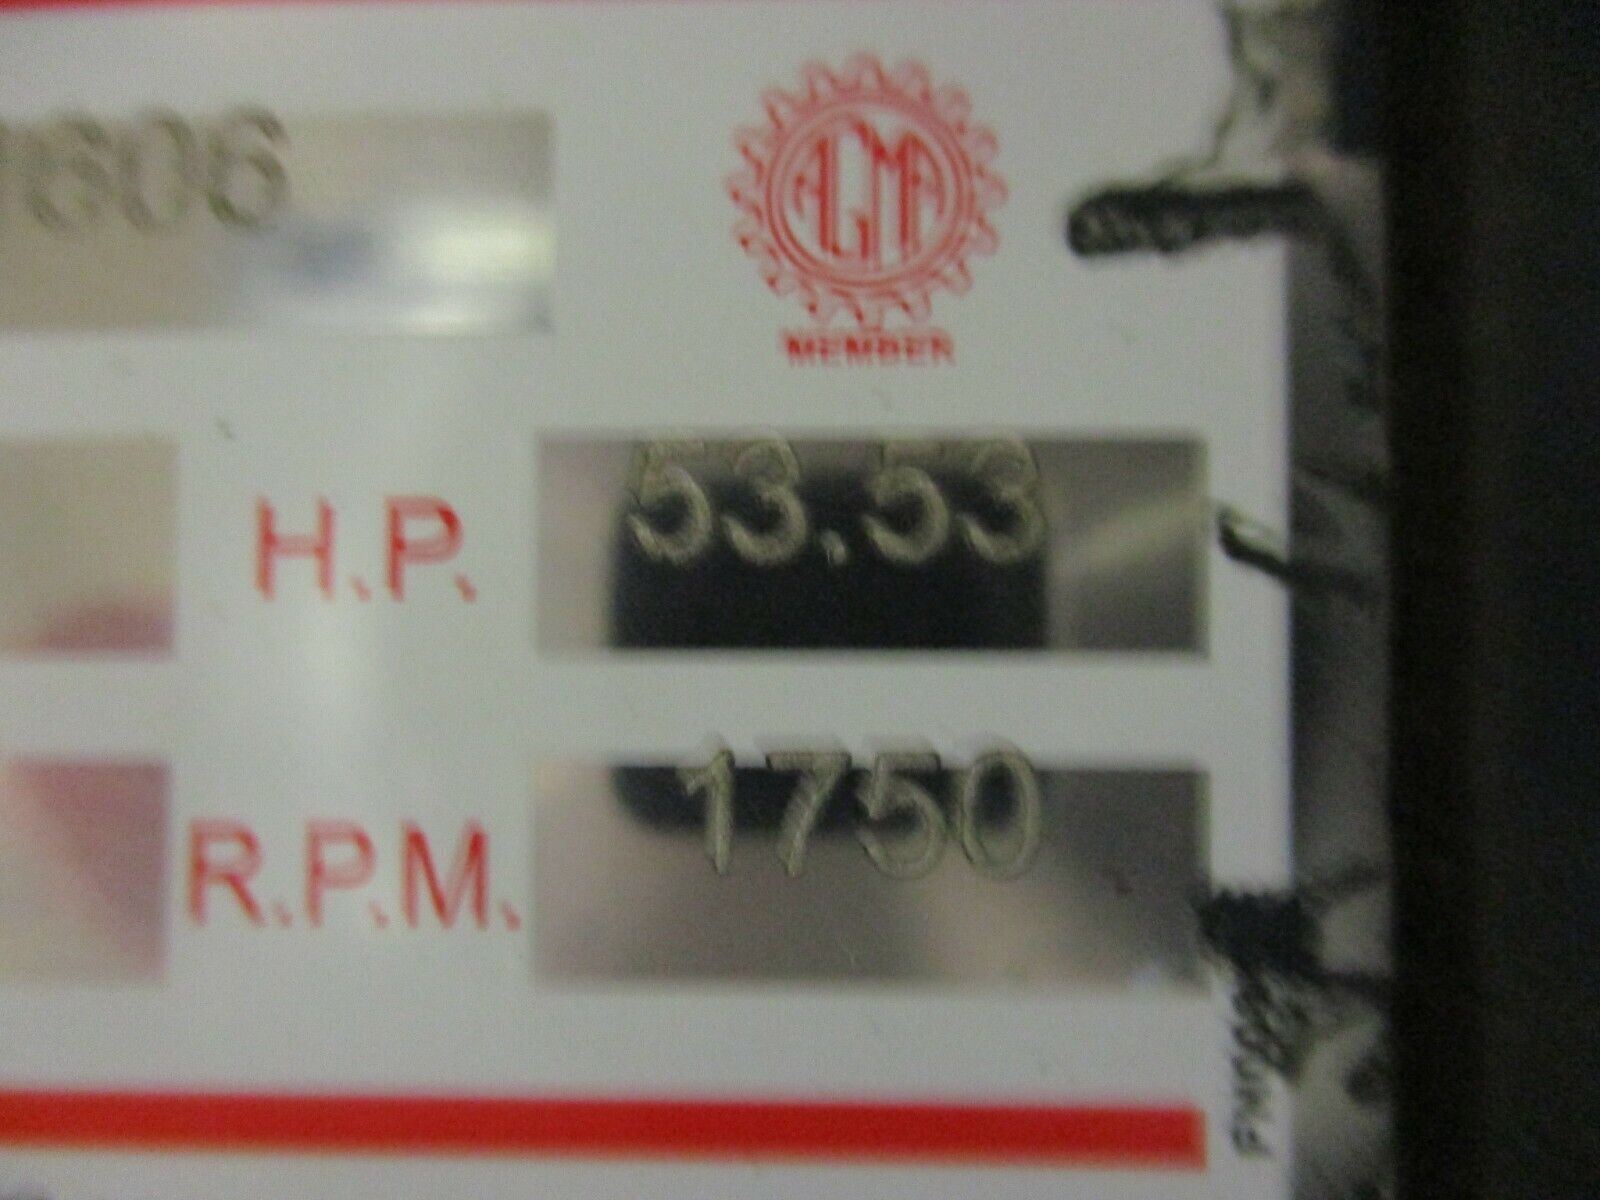 606
AGMA
MEMBER
H.P. 53.53
R.P.M. 1750